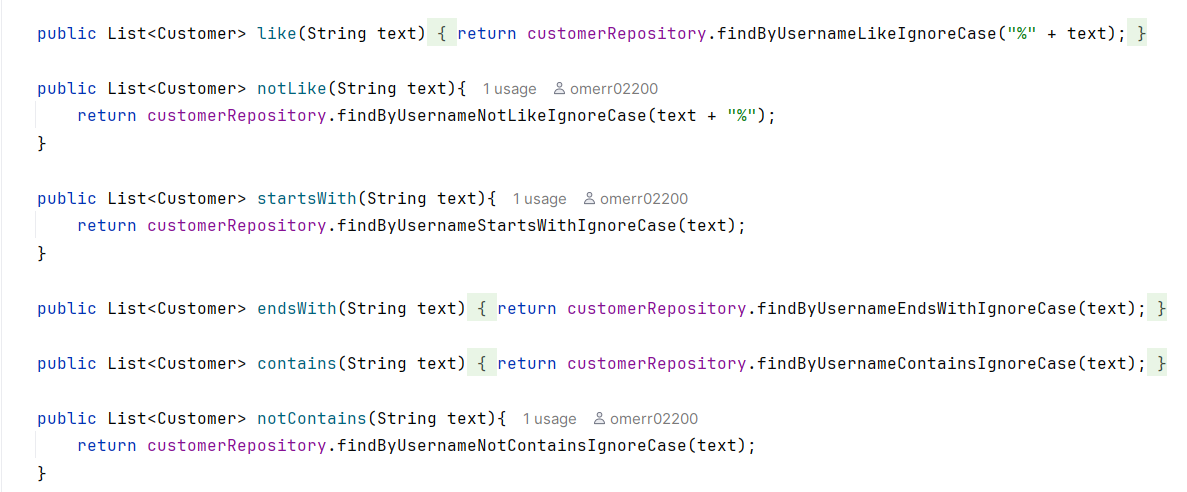 public List<Customer> like(String text) { return customerRepository.findByUsernameLikeIgnoreCase("%" + text); }
public List<Customer> notLike(String text){ 1 usage omerr02200
return customerRepository.findByUsernameNotLikeIgnoreCase(text + "%");
}
public List<Customer> startsWith(String text){ 1 usage omerr02200
return customerRepository.findByUsernameStartsWithIgnoreCase(text);
}
public List<Customer> endsWith(String text) { return customerRepository.findByUsernameEndsWithIgnoreCase(text); }
public List<Customer> contains(String text) { return customerRepository.findByUsernameContainsIgnoreCase(text); }
public List<Customer> notContains(String text){ 1 usage omerr02200
return customerRepository.findByUsernameNotContainsIgnoreCase(text);
}